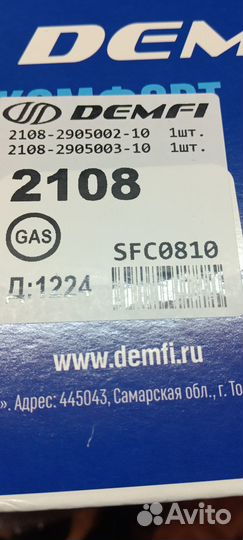 DEMFI
КОМФОРТ
DEMFI
2108-2905002-10 1шт.
2108-2905003-10 1шт.
2108
GAS
SFC0810
Д:1224
www.demfi.ru
». Адрес: 445043, Самарская обл., г. То
Avito